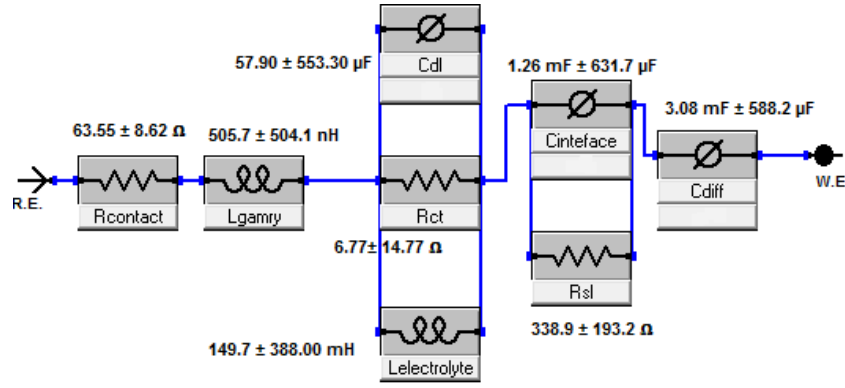 57.90 ± 553.30 µF
Cdl
1.26 mF ± 631.7 µF
3.08 mF ± 588.2 µF
63.55 ± 8.62 Ω
505.7 ± 504.1 nH
Cinteface
R.E.
W.E
Rcontact
Lgamry
Rct
Cdiff
6.77± 14.77 Ω
Rsl
338.9 ± 193.2 Ω
149.7 ± 388.00 mH
Lelectrolyte